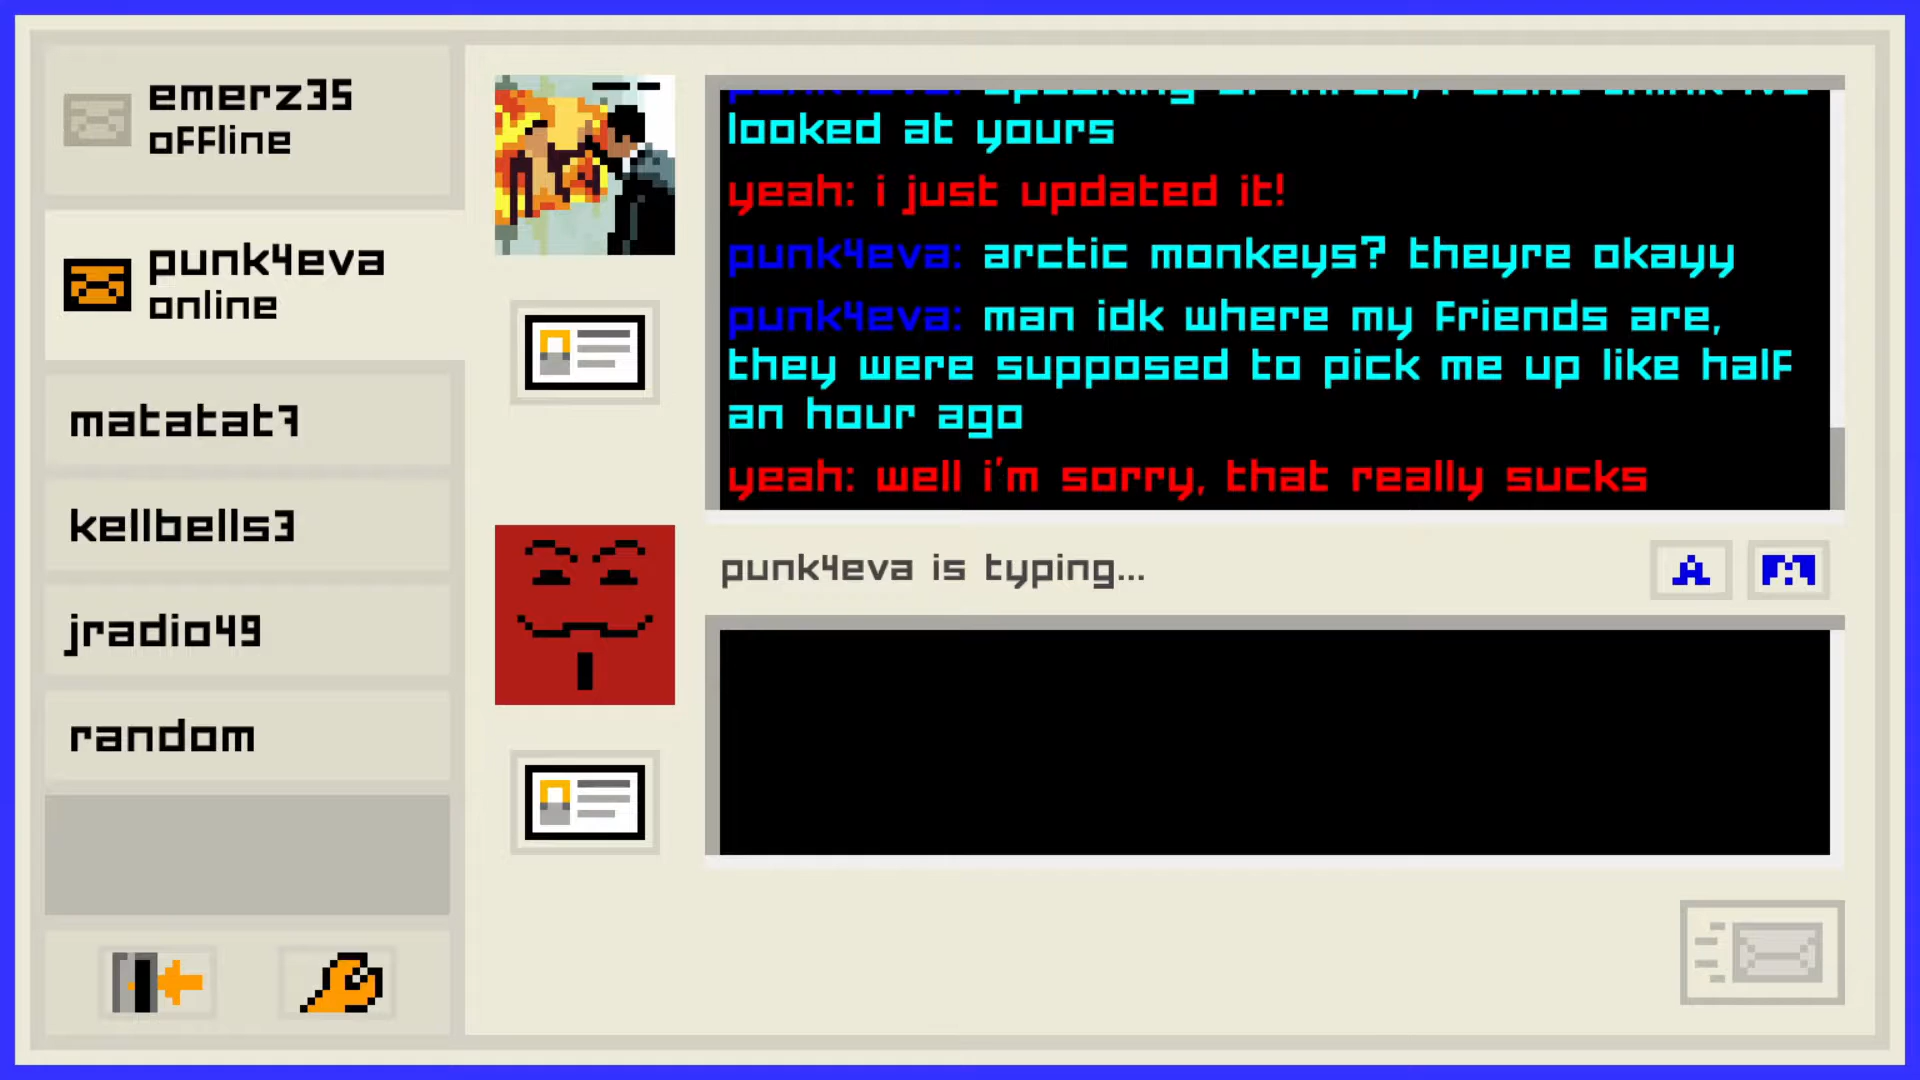 emerz35
offline
punk4eva
online
matatat7
kellbells3
jradio49
random
looked at yours
yeah: i just updated it!
punk4eva: arctic monkeys? theyre okayy
punk4eva: man idk where my friends are,
they were supposed to pick me up like half
an hour ago
yeah: well i'm sorry, that really sucks
punk4eva is typing...
A